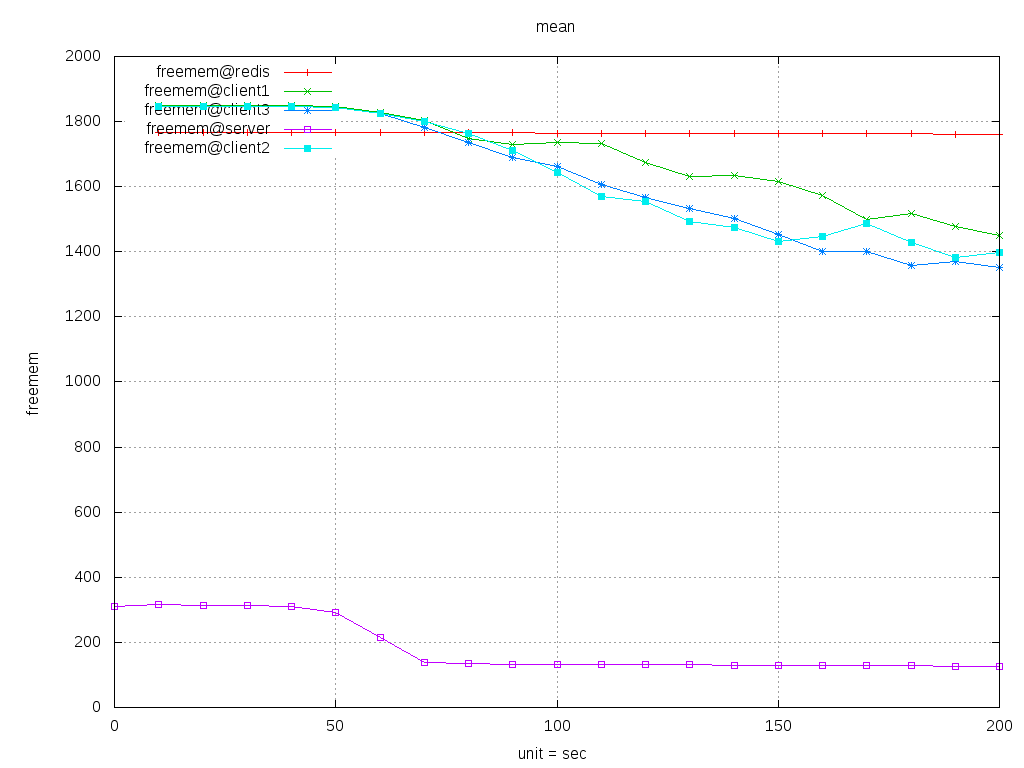 mean
2000
1800
1600
1400
1200
1000
800
600
400
200
0
freemem@redis
freemem@client1
freemem@client3
freemem@server
freemem@client2
freemem
0 50 100 150 200
unit = sec